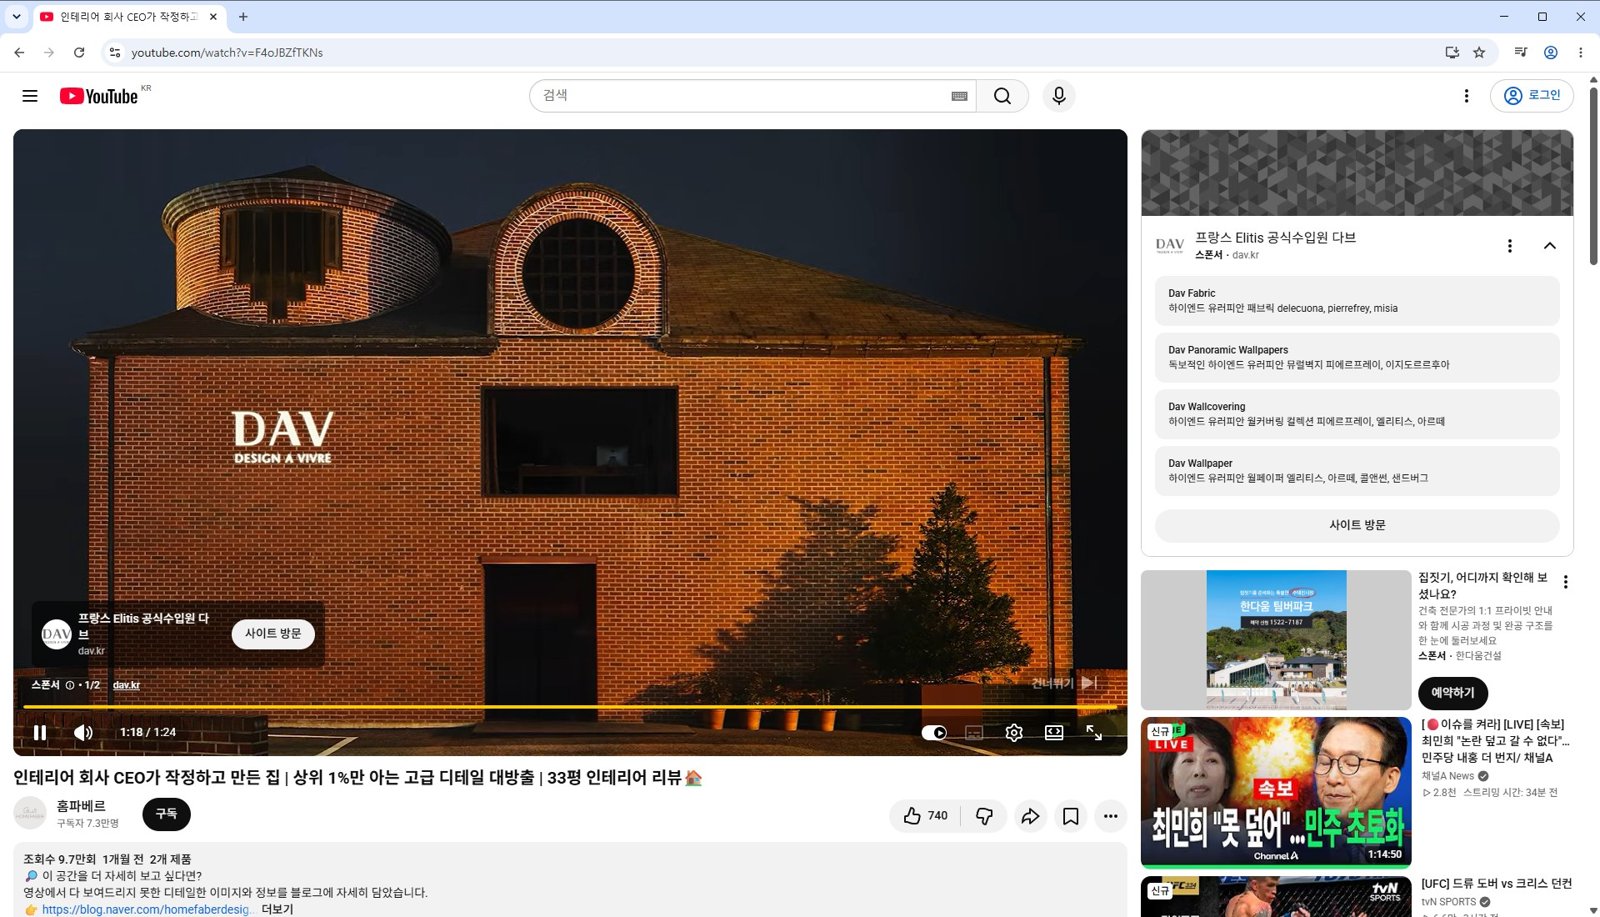 인테리어 회사 CEO가 작정하고
youtube.com/watch?v=F4oJBZfTKNs
YouTube KR
검색
로그인
DAV
DESIGN A VIVRE
프랑스 Elitis 공식수입원 다브
dav.kr
사이트 방문
스폰서 • 1/2 dav.kr
건너뛰기
1:18 / 1:24
인테리어 회사 CEO가 작정하고 만든 집 | 상위 1%만 아는 고급 디테일 대방출 | 33평 인테리어 리뷰🏠
홈파베르
구독자 7.3만명
구독
740
조회수 9.7만회 1개월 전 2개 제품
🔎 이 공간을 더 자세히 보고 싶다면?
영상에서 다 보여드리지 못한 디테일한 이미지와 정보를 블로그에 자세히 담았습니다.
👉 https://blog.naver.com/homefaberdesig... 더보기
DAV
프랑스 Elitis 공식수입원 다브
스폰서 · dav.kr
Dav Fabric
하이엔드 유러피안 패브릭 delecuona, pierrefrey, misia
Dav Panoramic Wallpapers
독보적인 하이엔드 유러피안 뮤럴벽지 피에르프레이, 이지도르르후아
Dav Wallcovering
하이엔드 유러피안 월커버링 컬렉션 피에르프레이, 엘리티스, 아르떼
Dav Wallpaper
하이엔드 유러피안 월페이퍼 엘리티스, 아르떼, 콜앤썬, 샌드버그
사이트 방문
한다움 팀버파크
예약 신청 1522-7187
집짓기, 어디까지 확인해 보
셨나요?
건축 전문가의 1:1 프라이빗 안내
와 함께 시공 과정 및 완공 구조를
한 눈에 둘러보세요
스폰서 · 한다움건설
예약하기
신규
LIVE
속보
최민희 "못 덮어"...민주 초토화
Channel A
1:14:50
[🔴이슈를 켜라] [LIVE] [속보]
최민희 "논란 덮고 갈 수 없다"...
민주당 내홍 더 번지/ 채널A
채널A News
2.8천 스트리밍 시간: 34분 전
신규
tvN
SPORTS
[UFC] 드류 도버 vs 크리스 던컨
tvN SPORTS